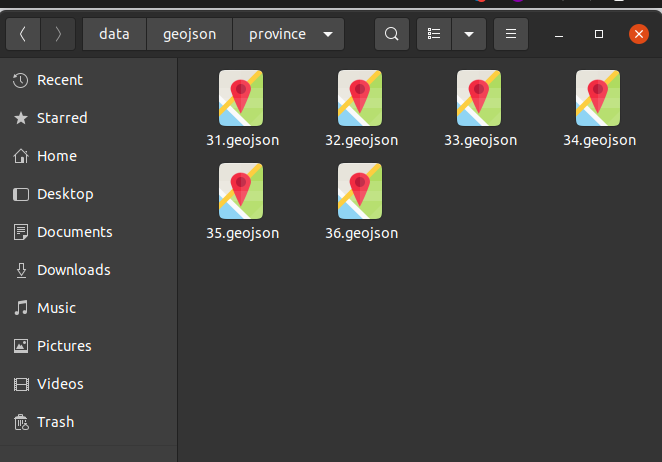 data geojson province
Recent
Starred
Home
Desktop
Documents
Downloads
Music
Pictures
Videos
Trash
31.geojson 32.geojson 33.geojson 34.geojson
35.geojson 36.geojson